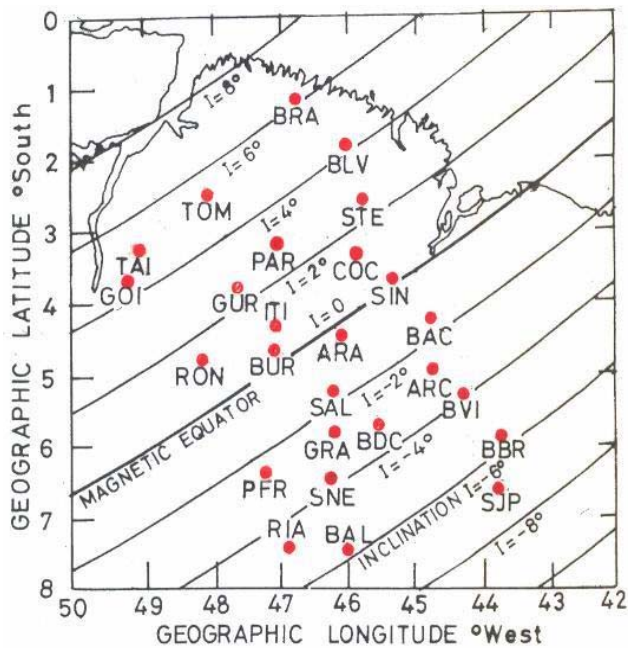 0
1
2
3
4
5
6
7
8
GEOGRAPHIC LATITUDE °South
I=8°
BRA
I=6°
BLV
TOM
I=4°
STE
TAI
PAR
COC
GOI
I=2°
GUR
SIN
ITI
I=0
BAC
BUR
ARA
RON
ARC
I=-2°
SAL
BVI
MAGNETIC EQUATOR
BDC
GRA
I=-4°
BBR
PFR
SNE
I=-6°
SJP
RIA
BAL
INCLINATION
I=-8°
50 49 48 47 46 45 44 43 42
GEOGRAPHIC LONGITUDE °West